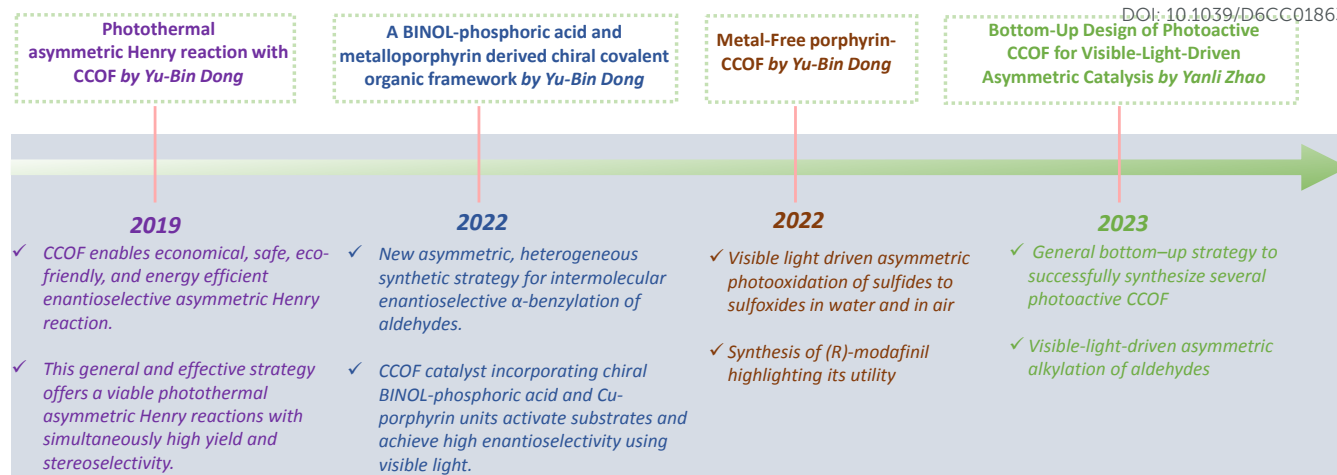 DOI: 10.1039/D6CC0186
Photothermal
asymmetric Henry reaction with
CCOF by Yu-Bin Dong
A BINOL-phosphoric acid and
metalloporphyrin derived chiral covalent
organic framework by Yu-Bin Dong
Metal-Free porphyrin-
CCOF by Yu-Bin Dong
Bottom-Up Design of Photoactive
CCOF for Visible-Light-Driven
Asymmetric Catalysis by Yanli Zhao
2019
✓ CCOF enables economical, safe, eco-
friendly, and energy efficient
enantioselective asymmetric Henry
reaction.
✓ This general and effective strategy
offers a viable photothermal
asymmetric Henry reactions with
simultaneously high yield and
stereoselectivity.
2022
✓ New asymmetric, heterogeneous
synthetic strategy for intermolecular
enantioselective α-benzylation of
aldehydes.
✓ CCOF catalyst incorporating chiral
BINOL-phosphoric acid and Cu-
porphyrin units activate substrates and
achieve high enantioselectivity using
visible light.
2022
✓ Visible light driven asymmetric
photooxidation of sulfides to
sulfoxides in water and in air
✓ Synthesis of (R)-modafinil
highlighting its utility
2023
✓ General bottom–up strategy to
successfully synthesize several
photoactive CCOF
✓ Visible-light-driven asymmetric
alkylation of aldehydes